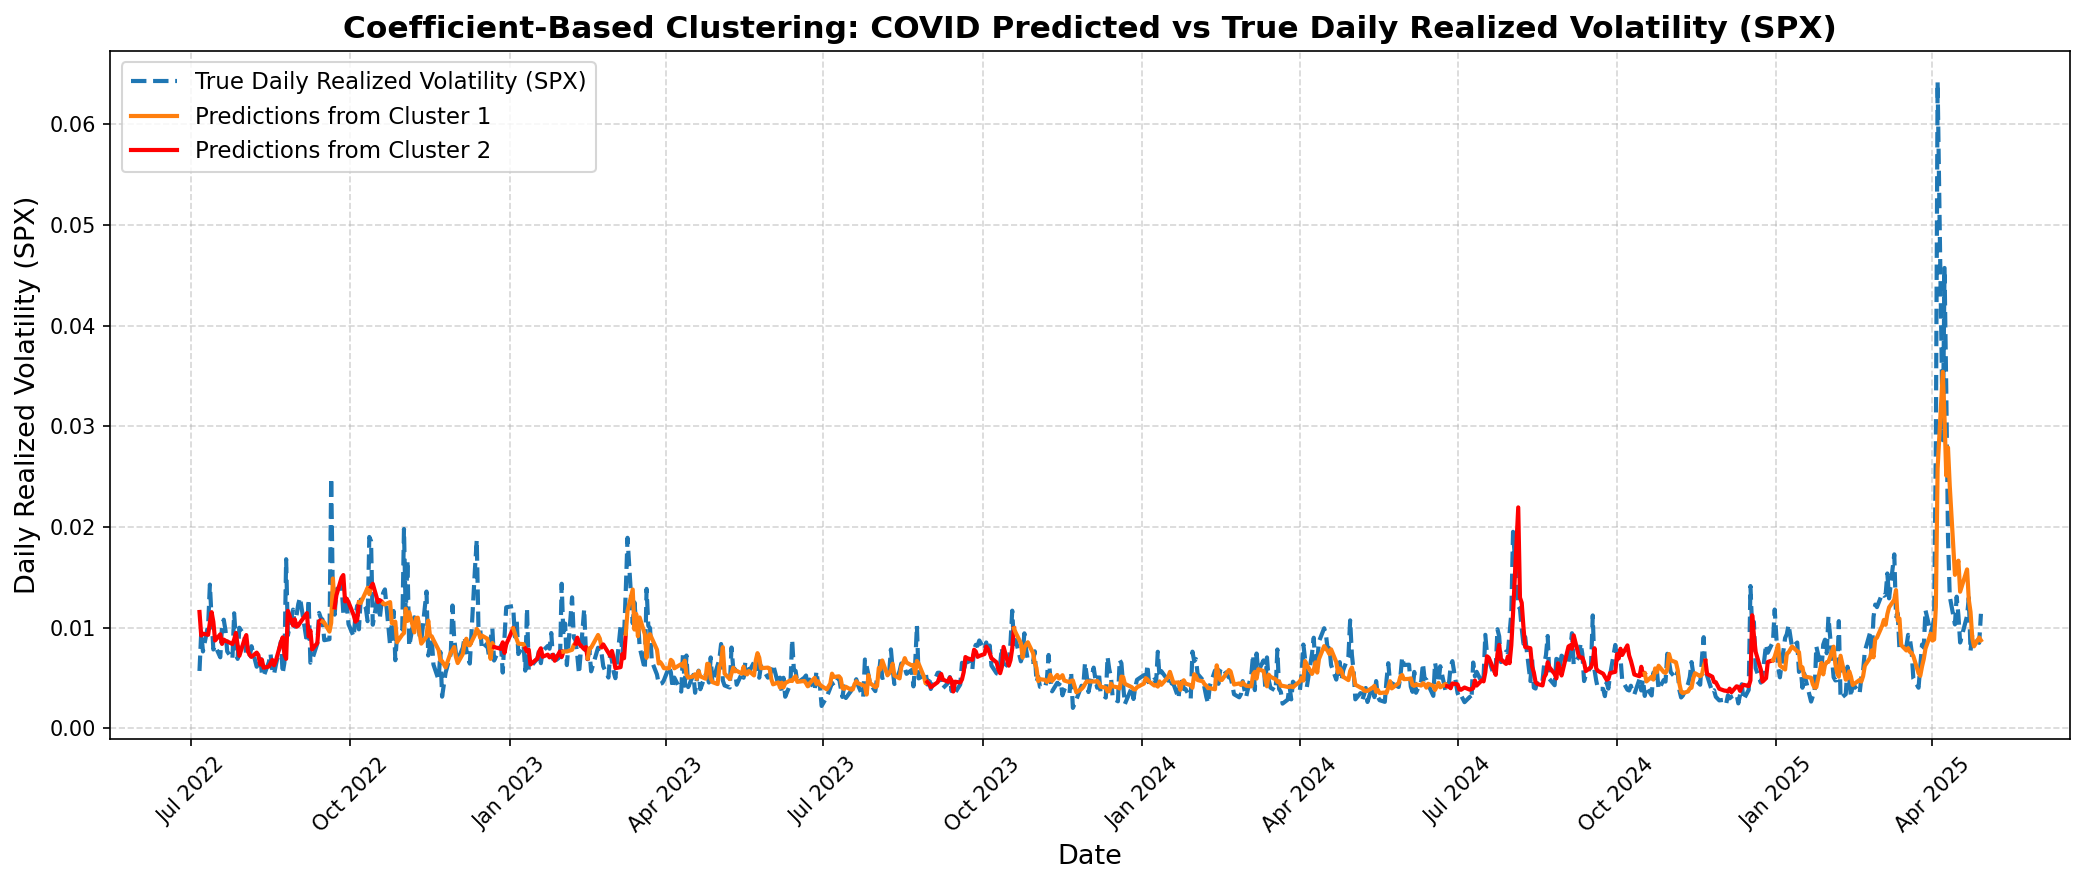 Coefficient-Based Clustering: COVID Predicted vs True Daily Realized Volatility (SPX)
True Daily Realized Volatility (SPX)
Predictions from Cluster 1
Predictions from Cluster 2
Daily Realized Volatility (SPX)
0.06
0.05
0.04
0.03
0.02
0.01
0.00
Jul 2022
Oct 2022
Jan 2023
Apr 2023
Jul 2023
Oct 2023
Jan 2024
Apr 2024
Jul 2024
Oct 2024
Jan 2025
Apr 2025
Date